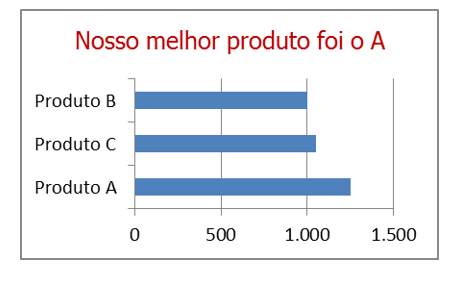 Nosso melhor produto foi o A
Produto B
Produto C
Produto A
0 500 1.000 1.500